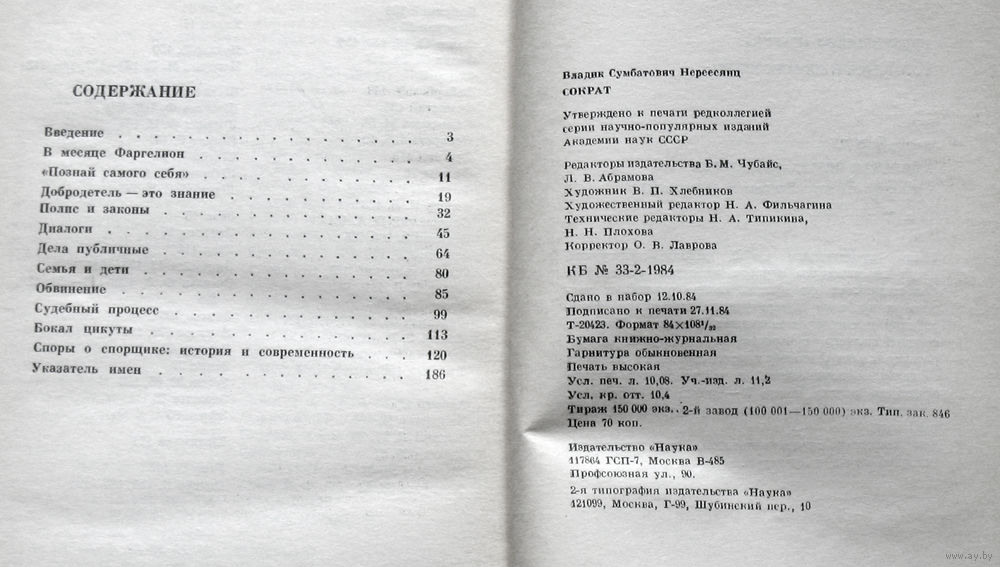 СОДЕРЖАНИЕ
Введение . . . . . . . . . . . . . . . 3
В месяце Фаргелион . . . . . . . . . . . 4
«Познай самого себя» . . . . . . . . . . . 11
Добродетель — это знание . . . . . . . . . 19
Полис и законы . . . . . . . . . . . . . 32
Диалоги . . . . . . . . . . . . . . . . 45
Дела публичные . . . . . . . . . . . . . 64
Семья и дети . . . . . . . . . . . . . . 80
Обвинение . . . . . . . . . . . . . . . 85
Судебный процесс . . . . . . . . . . . . 99
Бокал цикуты . . . . . . . . . . . . . . 113
Споры о спорщике: история и современность . . . 120
Указатель имен . . . . . . . . . . . . . 186
Владик Сумбатович Нерсесянц
СОКРАТ
Утверждено к печати редколлегией
серии научно-популярных изданий
Академии наук СССР
Редакторы издательства Б. М. Чубайс,
Л. В. Абрамова
Художник В. П. Хлебников
Художественный редактор Н. А. Фильчагина
Технические редакторы Н. А. Типикина,
Н. Н. Плохова
Корректор О. В. Лаврова
КБ № 33-2-1984
Сдано в набор 12.10.84
Подписано к печати 27.11.84
Т-20423. Формат 84×108¹/₃₂
Бумага книжно-журнальная
Гарнитура обыкновенная
Печать высокая
Усл. печ. л. 10,08. Уч.-изд. л. 11,2
Усл. кр. отт. 10,4
Тираж 150 000 экз.. 2-й завод (100 001—150 000) экз. Тип. зак. 846
Цена 70 коп.
Издательство «Наука»
117864 ГСП-7, Москва В-485
Профсоюзная ул., 90.
2-я типография издательства «Наука»
121099, Москва, Г-99, Шубинский пер., 10
www.ay.by